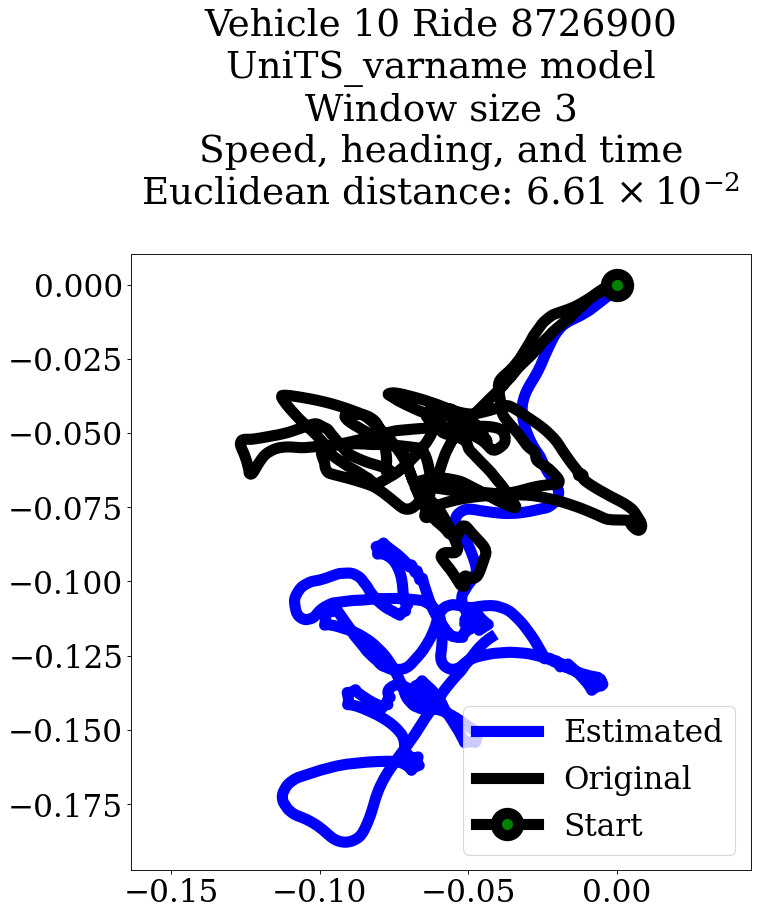 Vehicle 10 Ride 8726900
UniTS_varname model
Window size 3
Speed, heading, and time
Euclidean distance: 6.61 × 10⁻²
0.000
−0.025
−0.050
−0.075
−0.100
−0.125
−0.150
−0.175
Estimated
Original
Start
−0.15 −0.10 −0.05 0.00